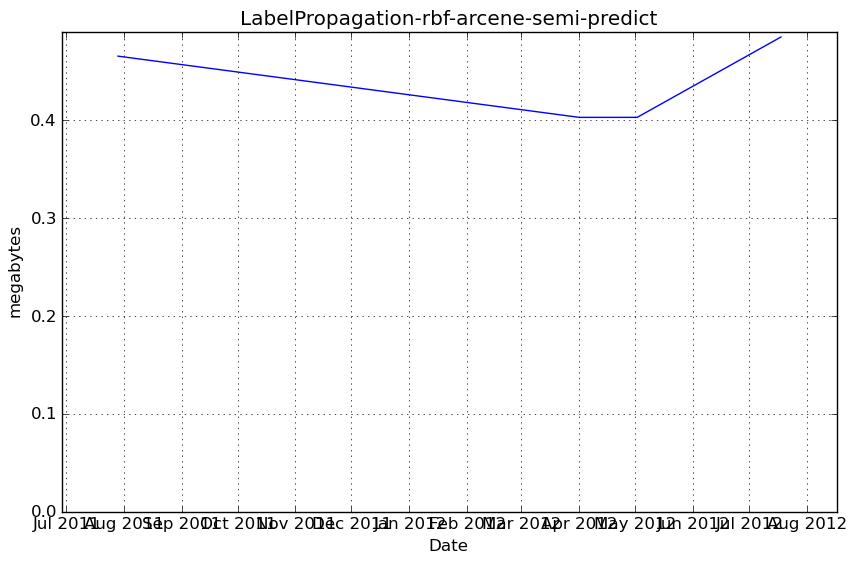 LabelPropagation-rbf-arcene-semi-predict
megabytes
0.4
0.3
0.2
0.1
0.0
Jul 2011 Aug 2011 Sep 2011 Oct 2011 Nov 2011 Dec 2011 Jan 2012 Feb 2012 Mar 2012 Apr 2012 May 2012 Jun 2012 Jul 2012 Aug 2012
Date